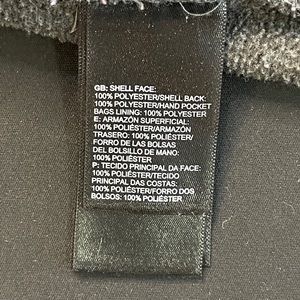 GB: SHELL FACE:
100% POLYESTER/SHELL BACK:
100% POLYESTER/HAND POCKET
BAGS LINING: 100% POLYESTER
E: ARMAZÓN SUPERFICIAL:
100% POLIÉSTER/ARMAZÓN
TRASERO: 100% POLIÉSTER/
FORRO DE LAS BOLSAS
DEL BOLSILLO DE MANO: 100%
POLIÉSTER
P: TECIDO PRINCIPAL DA FACE:
100% POLIÉSTER/TECIDO
PRINCIPAL DAS COSTAS:
100% POLIÉSTER/FORRO DOS
BOLSOS: 100% POLIÉSTER